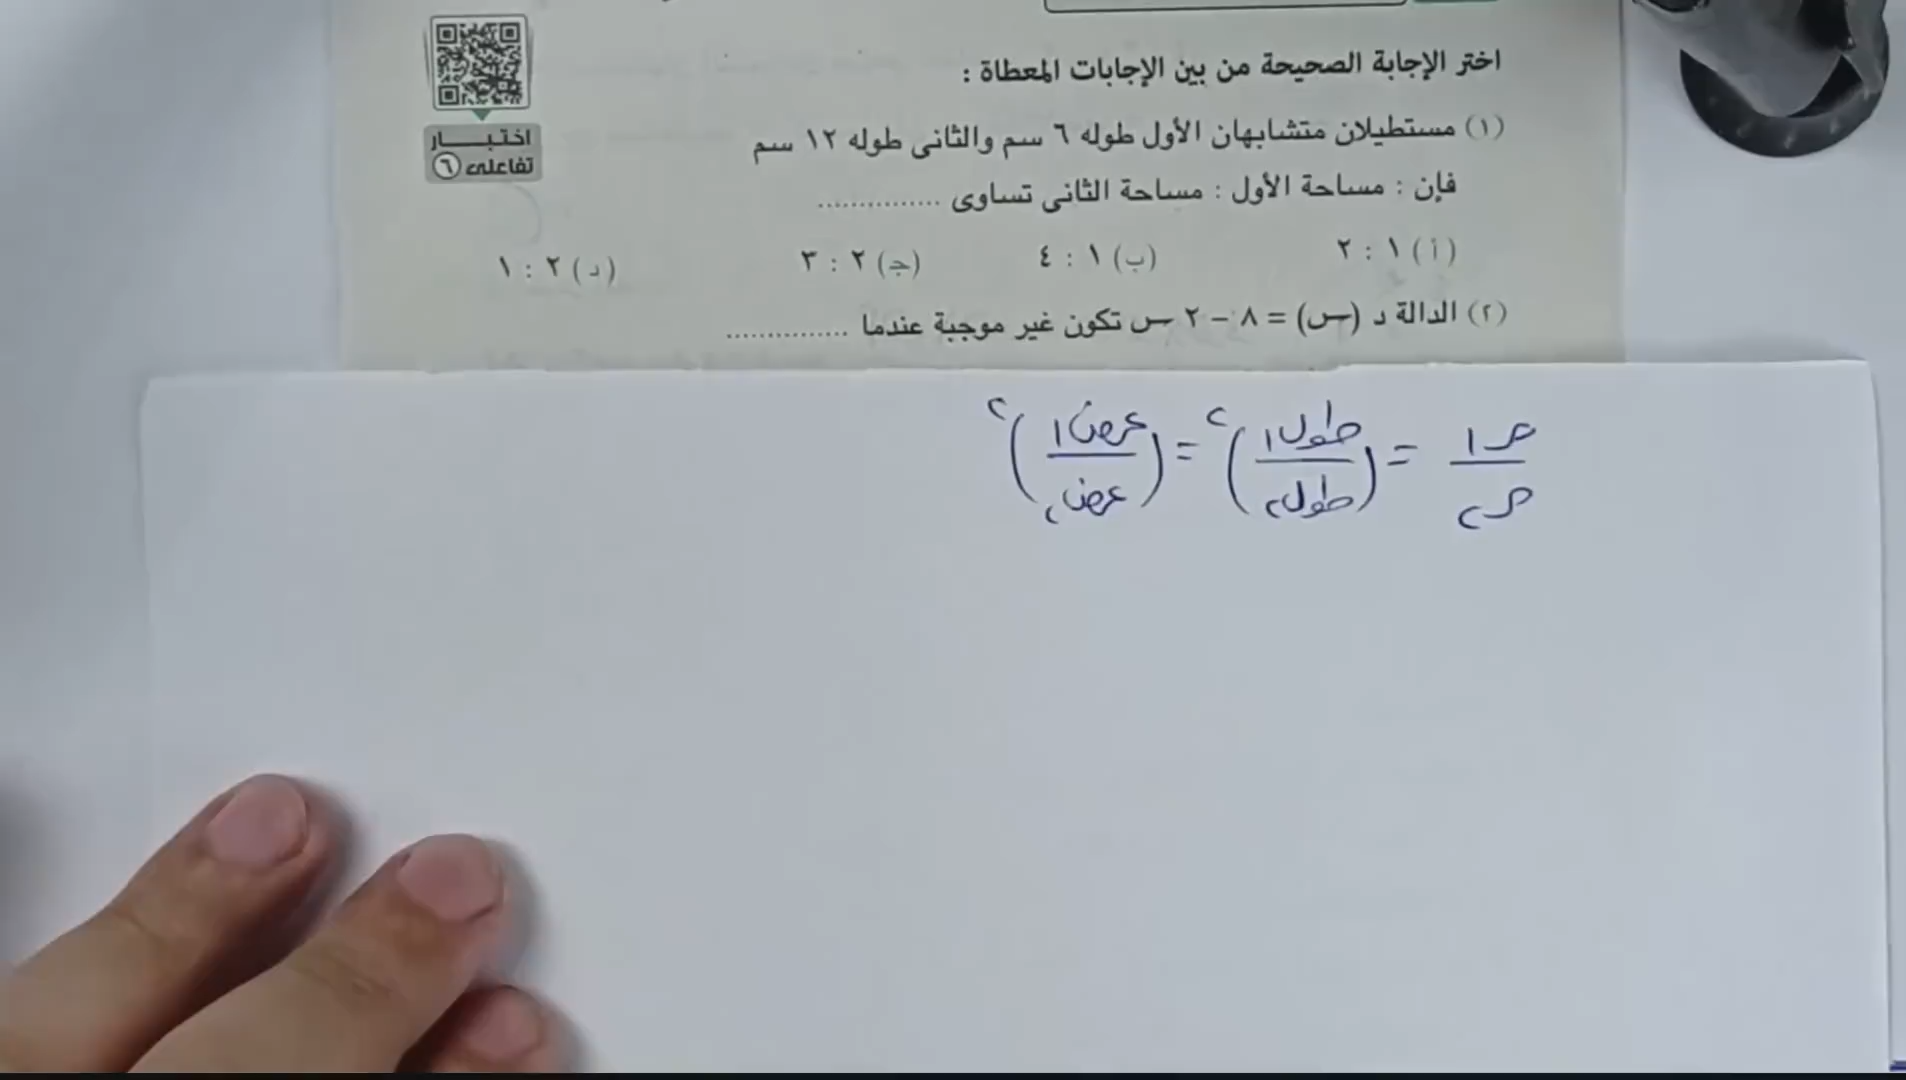 اختر الإجابة الصحيحة من بين الإجابات المعطاة :
(١) مستطيلان متشابهان الأول طوله ٦ سم والثانى طوله ١٢ سم
فإن : مساحة الأول : مساحة الثانى تساوى ...............
(أ) ١ : ٢ (ب) ١ : ٤ (جـ) ٢ : ٣ (د) ٢ : ١
(٢) الدالة د (س) = ٨ − ٢ س تكون غير موجبة عندما ...............
اختبار
تفاعلى ٦
م١ / م٢ = (طول١ / طول٢)٢ = (عرض١ / عرض٢)٢